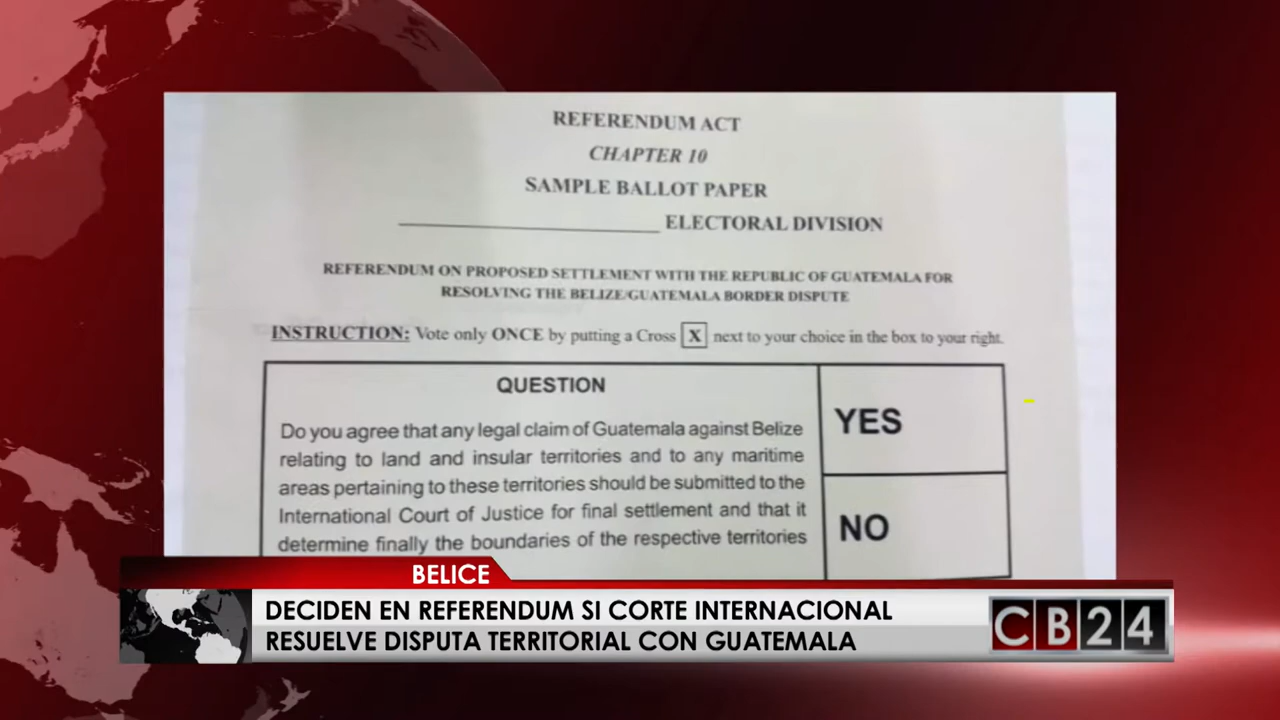 REFERENDUM ACT
CHAPTER 10
SAMPLE BALLOT PAPER
ELECTORAL DIVISION
REFERENDUM ON PROPOSED SETTLEMENT WITH THE REPUBLIC OF GUATEMALA FOR
RESOLVING THE BELIZE/GUATEMALA BORDER DISPUTE
INSTRUCTION: Vote only ONCE by putting a Cross X next to your choice in the box to your right.
QUESTION
Do you agree that any legal claim of Guatemala against Belize
relating to land and insular territories and to any maritime
areas pertaining to these territories should be submitted to the
International Court of Justice for final settlement and that it
determine finally the boundaries of the respective territories
YES
NO
BELICE
DECIDEN EN REFERENDUM SI CORTE INTERNACIONAL
RESUELVE DISPUTA TERRITORIAL CON GUATEMALA
CB24